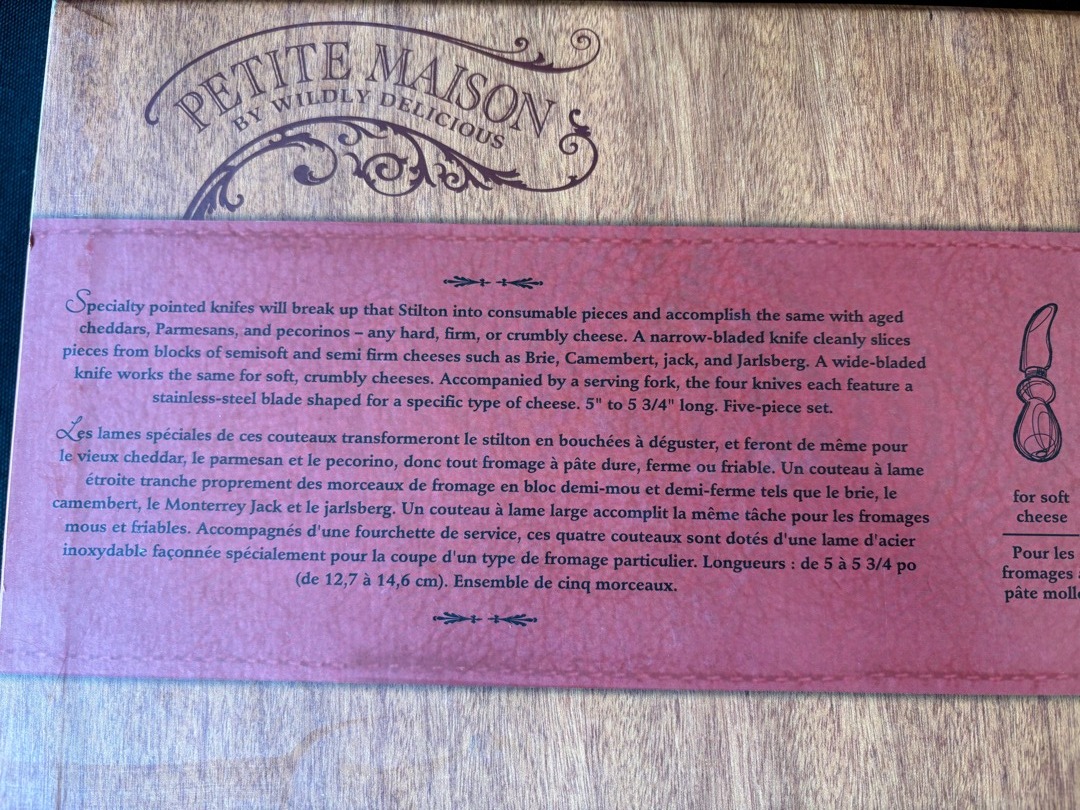 PETITE MAISON
BY WILDLY DELICIOUS
Specialty pointed knifes will break up that Stilton into consumable pieces and accomplish the same with aged
cheddars, Parmesans, and pecorinos – any hard, firm, or crumbly cheese. A narrow-bladed knife cleanly slices
pieces from blocks of semisoft and semi firm cheeses such as Brie, Camembert, jack, and Jarlsberg. A wide-bladed
knife works the same for soft, crumbly cheeses. Accompanied by a serving fork, the four knives each feature a
stainless-steel blade shaped for a specific type of cheese. 5" to 5 3/4" long. Five-piece set.
Les lames spéciales de ces couteaux transformeront le stilton en bouchées à déguster, et feront de même pour
le vieux cheddar, le parmesan et le pecorino, donc tout fromage à pâte dure, ferme ou friable. Un couteau à lame
étroite tranche proprement des morceaux de fromage en bloc demi-mou et demi-ferme tels que le brie, le
camembert, le Monterrey Jack et le jarlsberg. Un couteau à lame large accomplit la même tâche pour les fromages
mous et friables. Accompagnés d'une fourchette de service, ces quatre couteaux sont dotés d'une lame d'acier
inoxydable façonnée spécialement pour la coupe d'un type de fromage particulier. Longueurs : de 5 à 5 3/4 po
(de 12,7 à 14,6 cm). Ensemble de cinq morceaux.
for soft
cheese
Pour les
fromages à
pâte molle